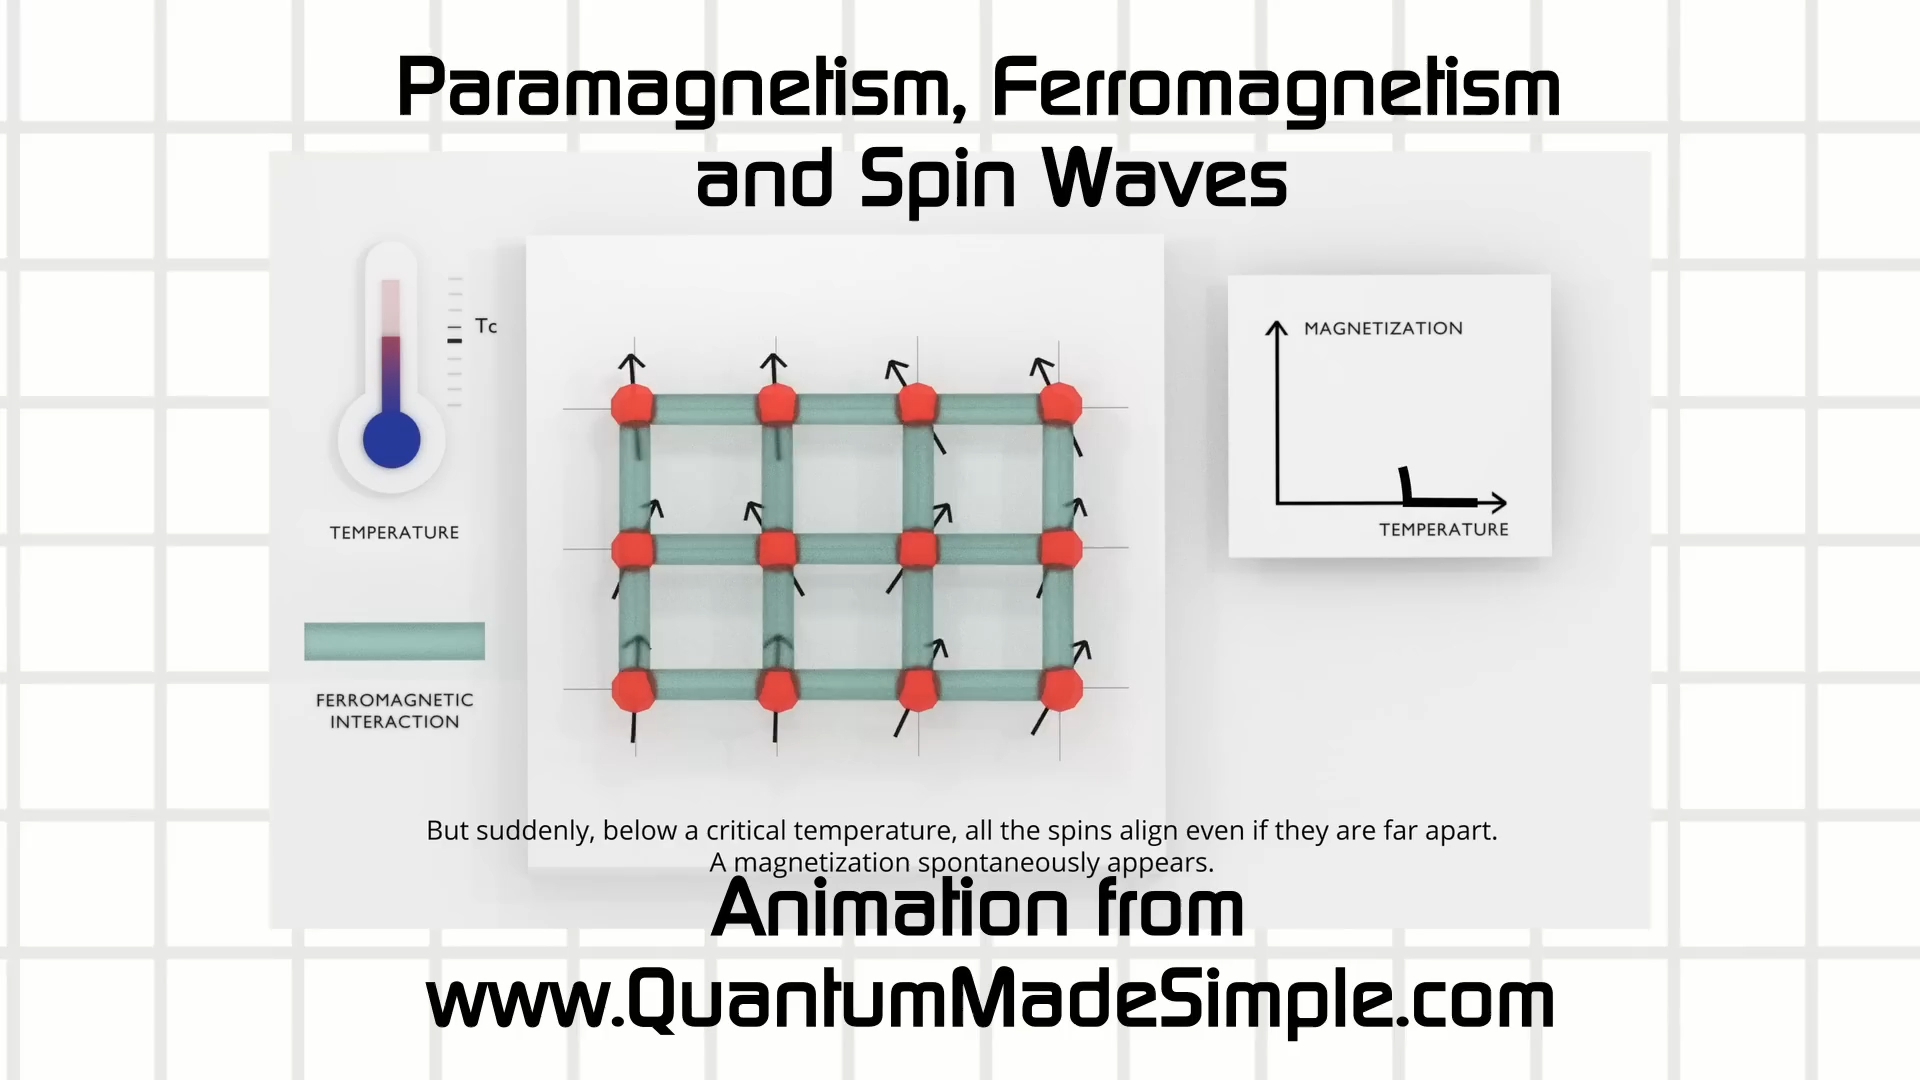 Paramagnetism, Ferromagnetism
and Spin Waves
Tc
MAGNETIZATION
TEMPERATURE
TEMPERATURE
FERROMAGNETIC
INTERACTION
But suddenly, below a critical temperature, all the spins align even if they are far apart.
A magnetization spontaneously appears.
Animation from
www.QuantumMadeSimple.com